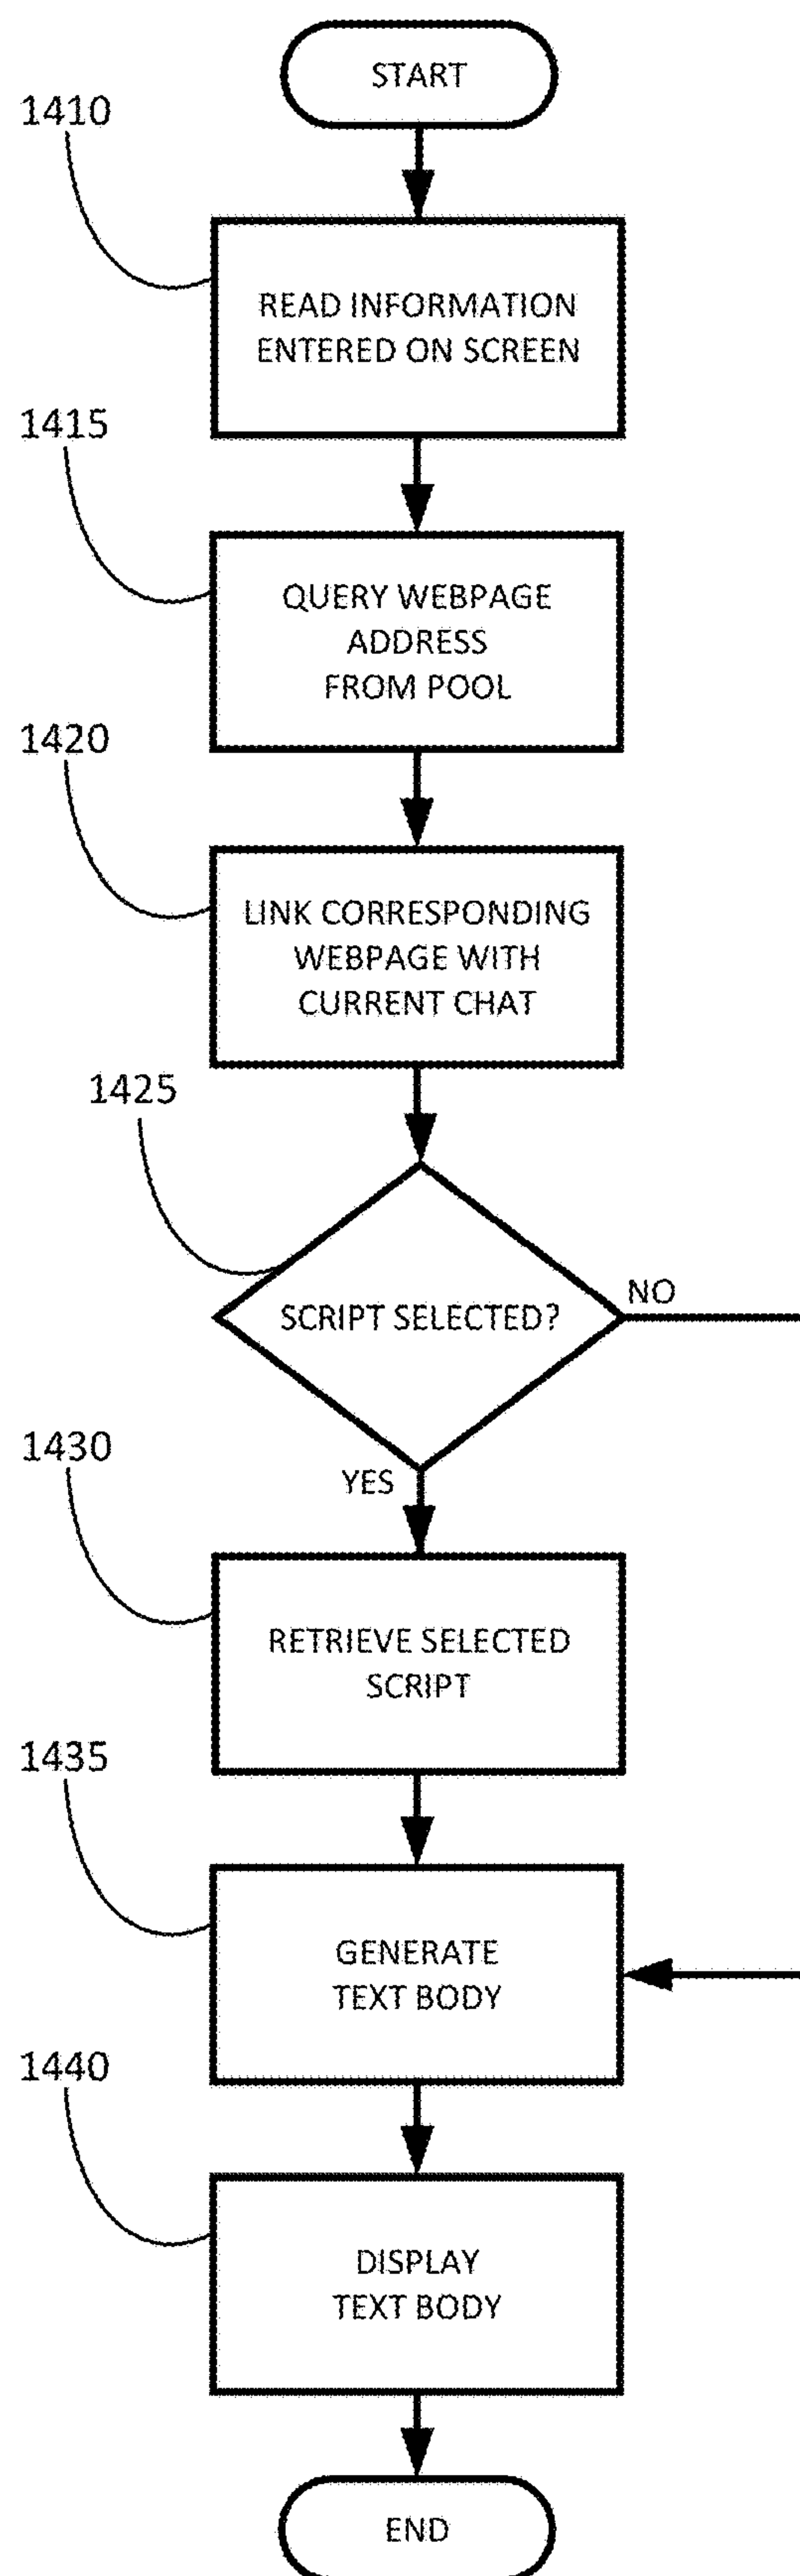 START
1410
READ INFORMATION
ENTERED ON SCREEN
1415
QUERY WEBPAGE
ADDRESS
FROM POOL
1420
LINK CORRESPONDING
WEBPAGE WITH
CURRENT CHAT
1425
SCRIPT SELECTED?
NO
YES
1430
RETRIEVE SELECTED
SCRIPT
1435
GENERATE
TEXT BODY
1440
DISPLAY
TEXT BODY
END